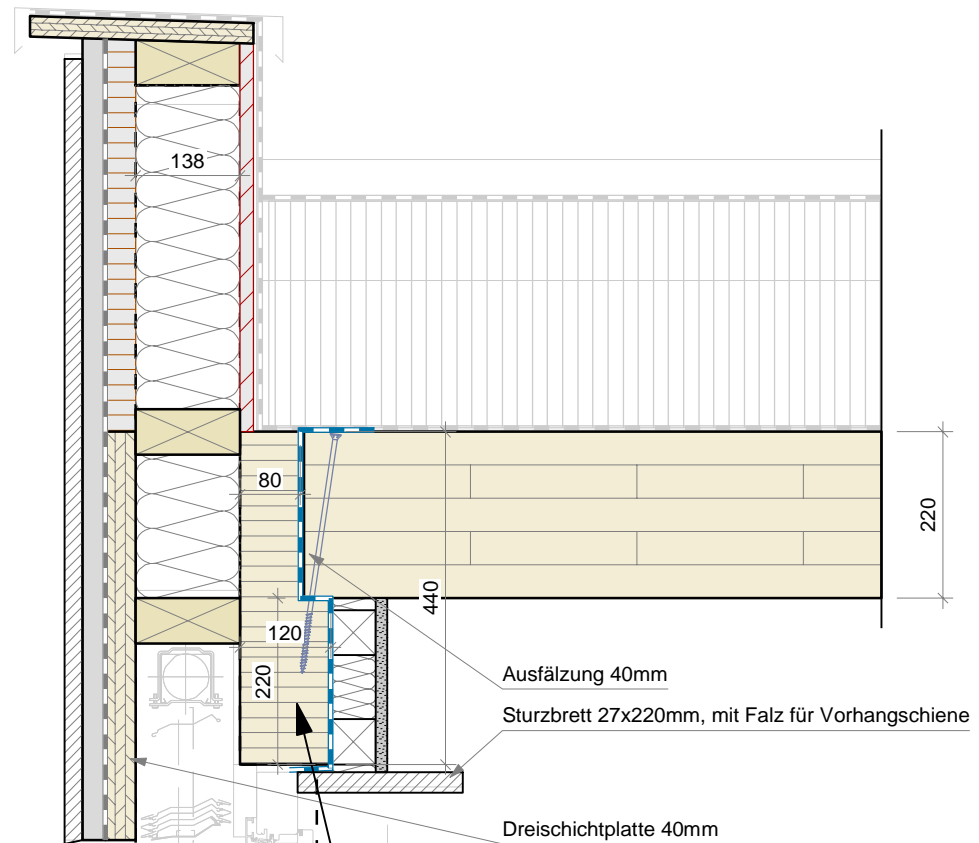 138
80
220
440
120
220
Ausfälzung 40mm
Sturzbrett 27x220mm, mit Falz für Vorhangschiene
Dreischichtplatte 40mm